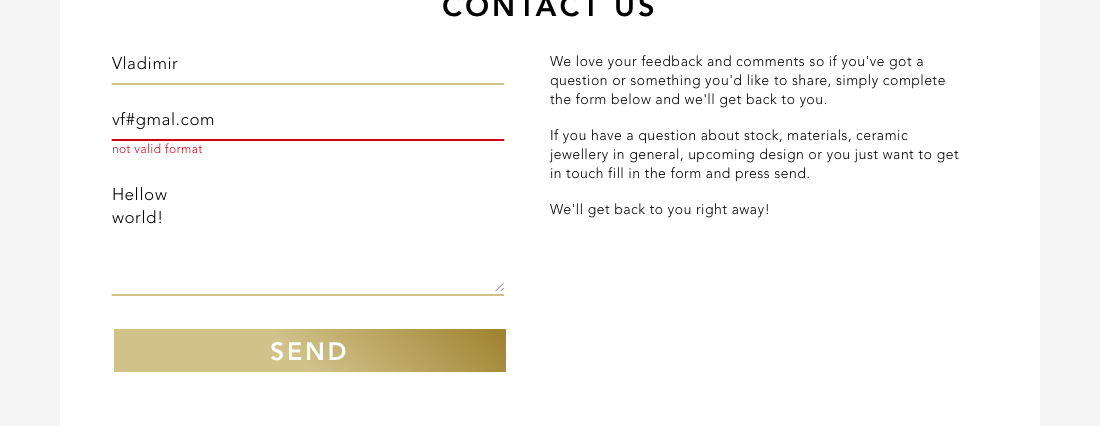 CONTACT US
Vladimir
vf#gmal.com
not valid format
Hellow
world!
SEND
We love your feedback and comments so if you've got a
question or something you'd like to share, simply complete
the form below and we'll get back to you.
If you have a question about stock, materials, ceramic
jewellery in general, upcoming design or you just want to get
in touch fill in the form and press send.
We'll get back to you right away!